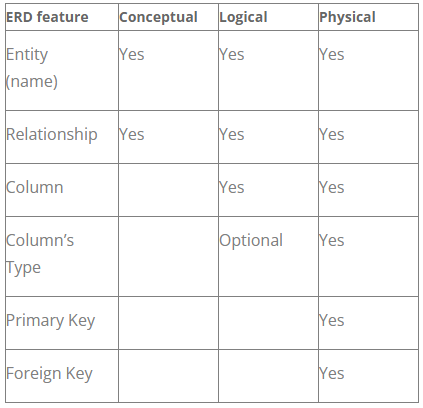 ERD feature Conceptual Logical Physical
Entity Yes Yes Yes
(name)
Relationship Yes Yes Yes
Column Yes Yes
Column’s Optional Yes
Type
Primary Key Yes
Foreign Key Yes